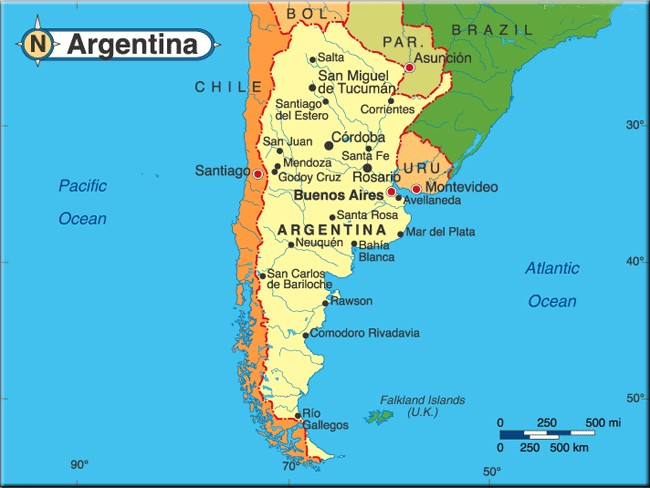 N Argentina
BOL.
PAR.
BRAZIL
CHILE
Asunción
Salta
San Miguel
de Tucumán
Santiago
del Estero
Corrientes
30°
30°
Córdoba
San Juan
Santa Fe
Mendoza
Godoy Cruz
Rosario
URU.
Santiago
Montevideo
Buenos Aires
Avellaneda
Pacific
Ocean
Santa Rosa
ARGENTINA
Mar del Plata
Neuquén
Bahía
Blanca
40°
40°
San Carlos
de Bariloche
Atlantic
Ocean
Rawson
Comodoro Rivadavia
50°
50°
Falkland Islands
(U.K.)
Río
Gallegos
0 250 500 mi
0 250 500 km
90°
70°
50°